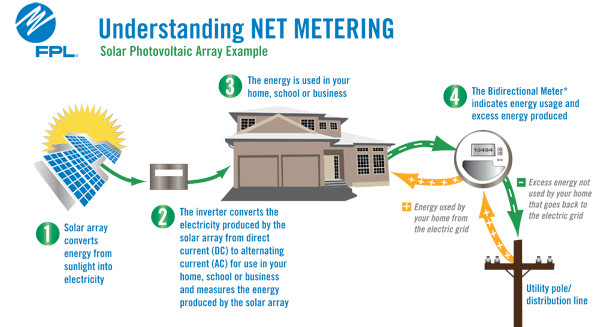 FPL.
Understanding NET METERING
Solar Photovoltaic Array Example
3
The energy is used in your
home, school or business
4
The Bidirectional Meter*
indicates energy usage and
excess energy produced
13494
1
Solar array
converts
energy from
sunlight into
electricity
2
The inverter converts the
electricity produced by the
solar array from direct
current (DC) to alternating
current (AC) for use in your
home, school or business
and measures the energy
produced by the solar array
+ Energy used by
your home from
the electric grid
- Excess energy not
used by your home
that goes back to
the electric grid
Utility pole/
distribution line